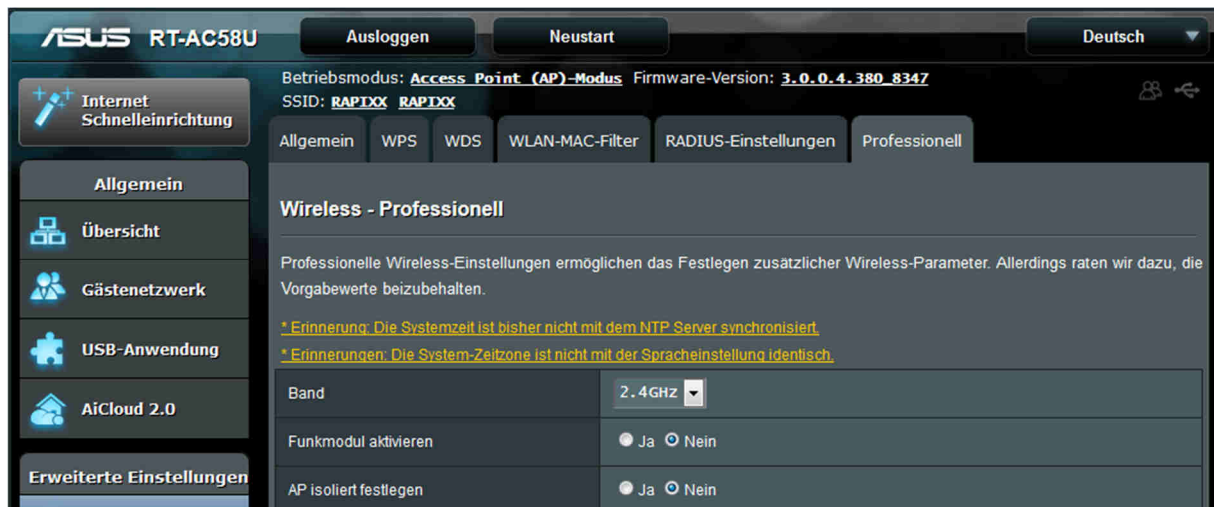 ASUS RT-AC58U Ausloggen Neustart Deutsch
Betriebsmodus: Access Point (AP)-Modus Firmware-Version: 3.0.0.4.380_8347
SSID: RAPIXX RAPIXX
Internet
Schnelleinrichtung
Allgemein WPS WDS WLAN-MAC-Filter RADIUS-Einstellungen Professionell
Allgemein
Übersicht
Gästenetzwerk
USB-Anwendung
AiCloud 2.0
Erweiterte Einstellungen
Wireless - Professionell
Professionelle Wireless-Einstellungen ermöglichen das Festlegen zusätzlicher Wireless-Parameter. Allerdings raten wir dazu, die
Vorgabewerte beizubehalten.
* Erinnerung: Die Systemzeit ist bisher nicht mit dem NTP Server synchronisiert.
* Erinnerungen: Die System-Zeitzone ist nicht mit der Spracheinstellung identisch.
Band 2.4GHz
Funkmodul aktivieren Ja Nein
AP isoliert festlegen Ja Nein